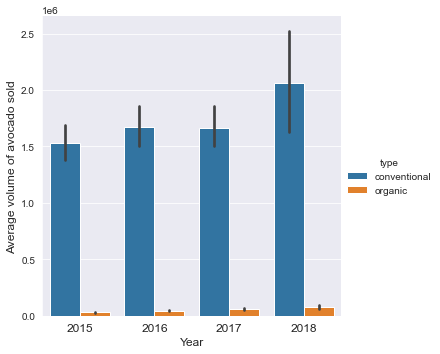 1e6
2.5
2.0
1.5
1.0
0.5
0.0
Average volume of avocado sold
2015 2016 2017 2018
Year
type
conventional
organic